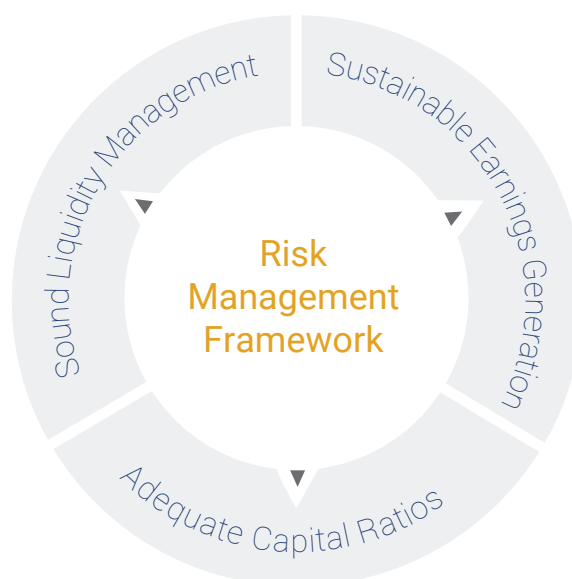 Sound Liquidity Management
Sustainable Earnings Generation
Risk
Management
Framework
Adequate Capital Ratios